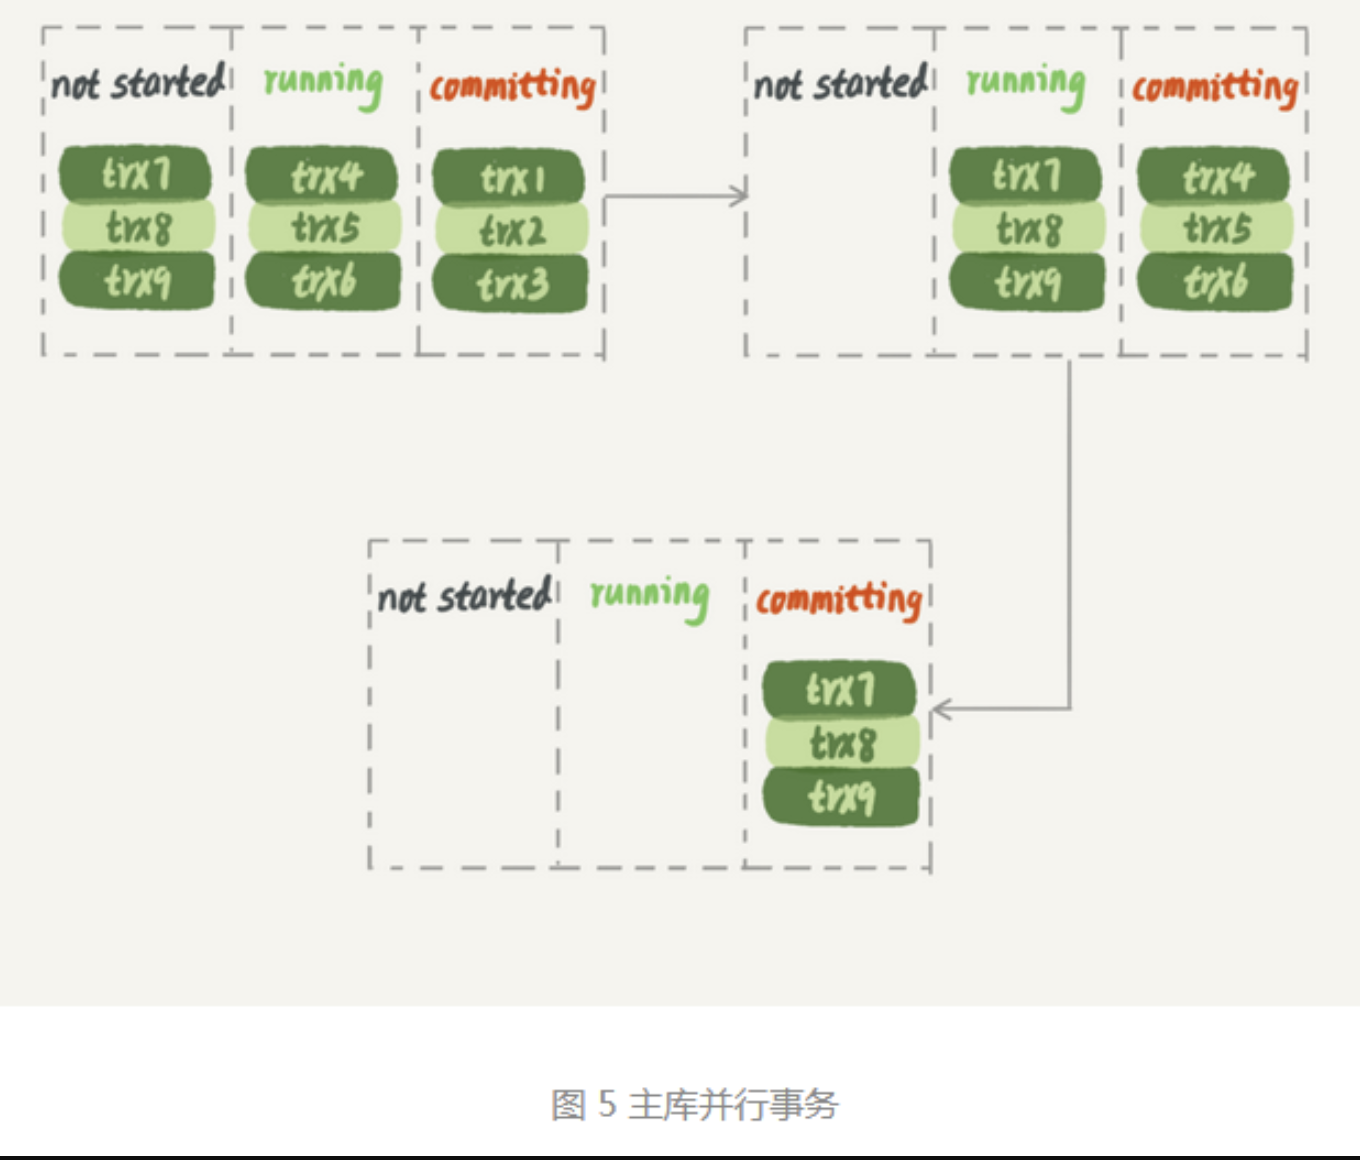 not started running committing
trx7 trx4 trx1
trx8 trx5 trx2
trx9 trx6 trx3
not started running committing
trx7 trx4
trx8 trx5
trx9 trx6
not started running committing
trx7
trx8
trx9
图 5 主库并行事务